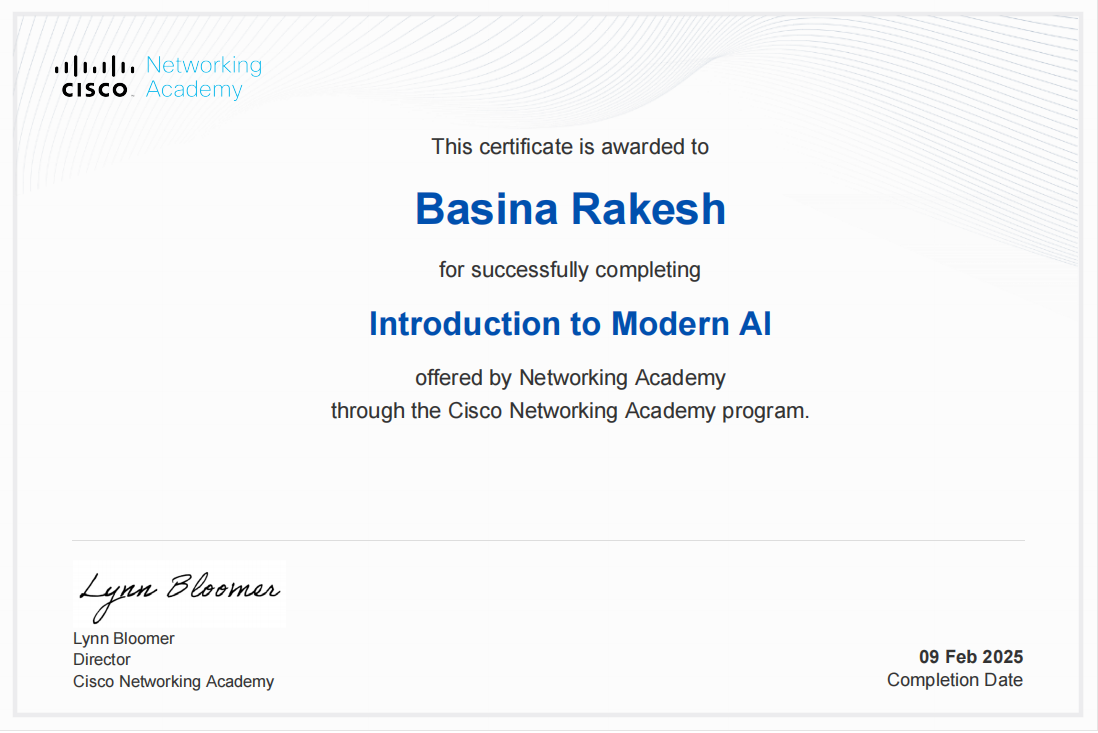 Networking
CISCO Academy
This certificate is awarded to
Basina Rakesh
for successfully completing
Introduction to Modern AI
offered by Networking Academy
through the Cisco Networking Academy program.
Lynn Bloomer
Lynn Bloomer
Director
Cisco Networking Academy
09 Feb 2025
Completion Date